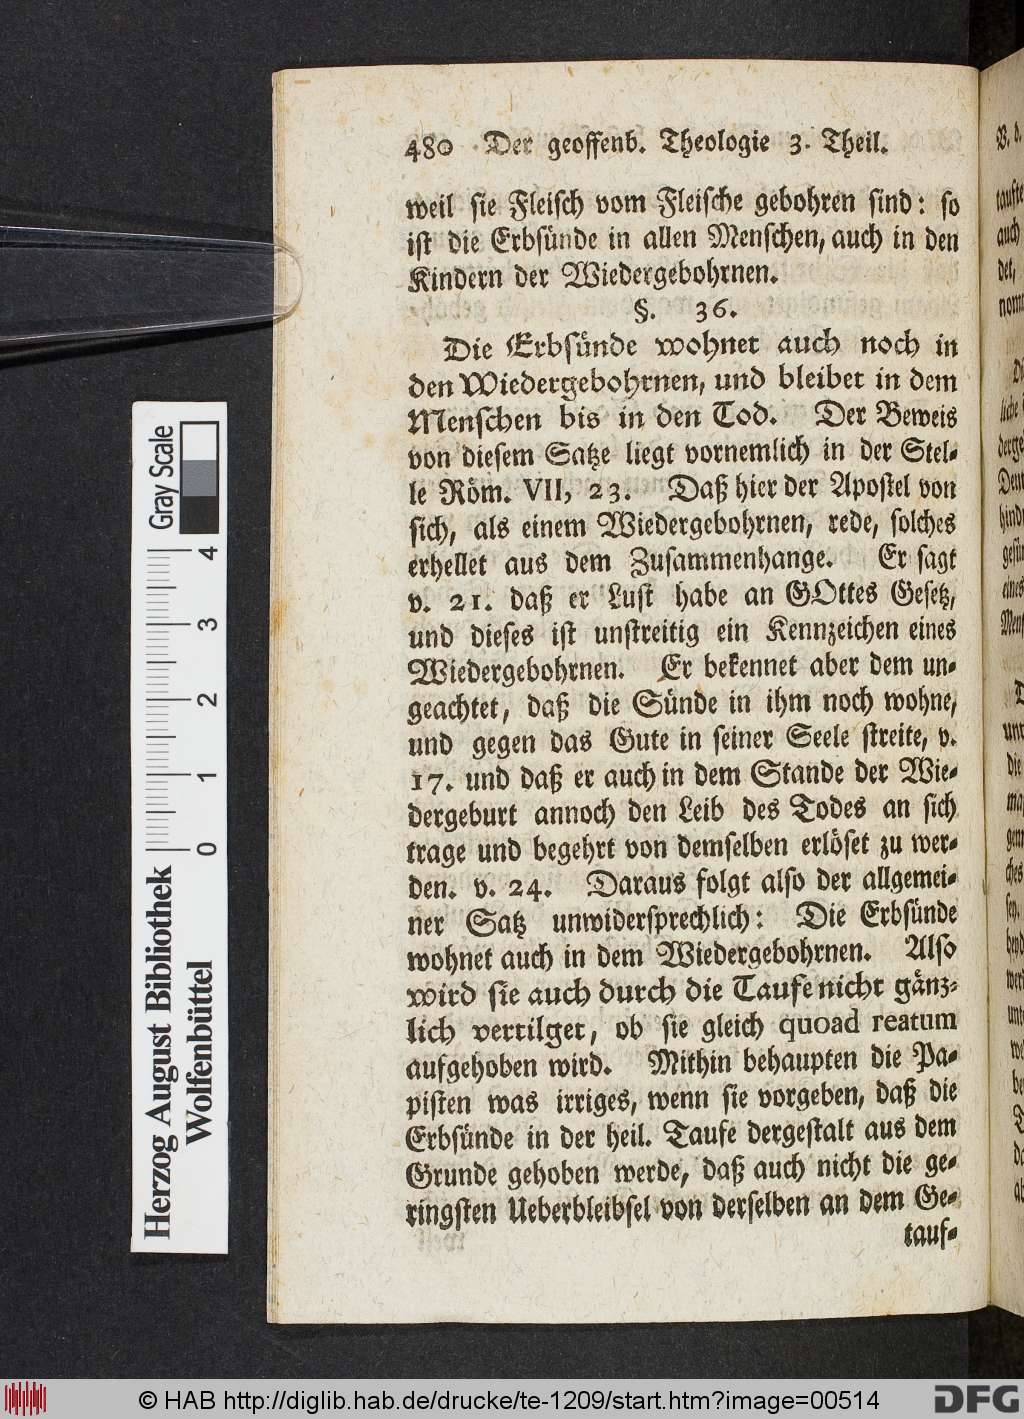 480 Der geoffenb. Theologie 3. Theil.
weil sie Fleisch vom Fleische gebohren sind: so
ist die Erbsünde in allen Menschen, auch in den
Kindern der Wiedergebohrnen.
§. 36.
Die Erbsünde wohnet auch noch in
den Wiedergebohrnen, und bleibet in dem
Menschen bis in den Tod. Der Beweis
von diesem Satze liegt vornemlich in der Stel-
le Röm. VII, 23. Daß hier der Apostel von
sich, als einem Wiedergebohrnen, rede, solches
erhellet aus dem Zusammenhange. Er sagt
v. 21. daß er Lust habe an GOttes Gesetz,
und dieses ist unstreitig ein Kennzeichen eines
Wiedergebohrnen. Er bekennet aber dem un-
geachtet, daß die Sünde in ihm noch wohne,
und gegen das Gute in seiner Seele streite, v.
17. und daß er auch in dem Stande der Wie-
dergeburt annoch den Leib des Todes an sich
trage und begehrt von demselben erlöset zu wer-
den. v. 24. Daraus folgt also der allgemei-
ner Satz unwidersprechlich: Die Erbsünde
wohnet auch in dem Wiedergebohrnen. Also
wird sie auch durch die Taufe nicht gänz-
lich vertilget, ob sie gleich quoad reatum
aufgehoben wird. Mithin behaupten die Pa-
pisten was irriges, wenn sie vorgeben, daß die
Erbsünde in der heil. Taufe dergestalt aus dem
Grunde gehoben werde, daß auch nicht die ge-
ringsten Ueberbleibsel von derselben an dem Ge-
tauf-
Herzog August Bibliothek
Wolfenbüttel
0 1 2 3 4
Gray Scale
© HAB http://diglib.hab.de/drucke/te-1209/start.htm?image=00514
DFG